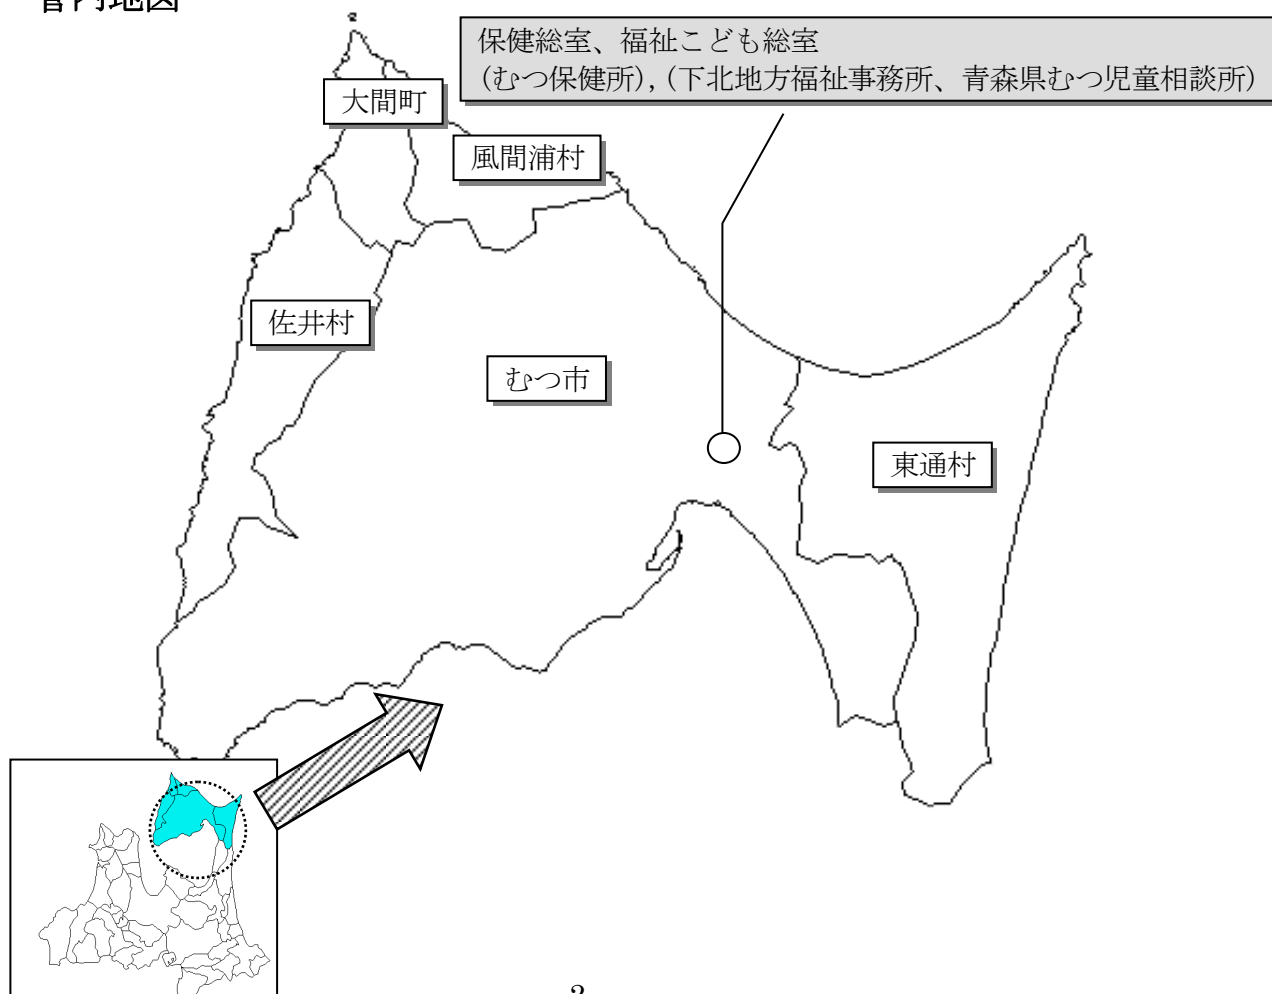 管内地図
保健総室、福祉こども総室
(むつ保健所),(下北地方福祉事務所、青森県むつ児童相談所)
大間町
風間浦村
佐井村
むつ市
東通村